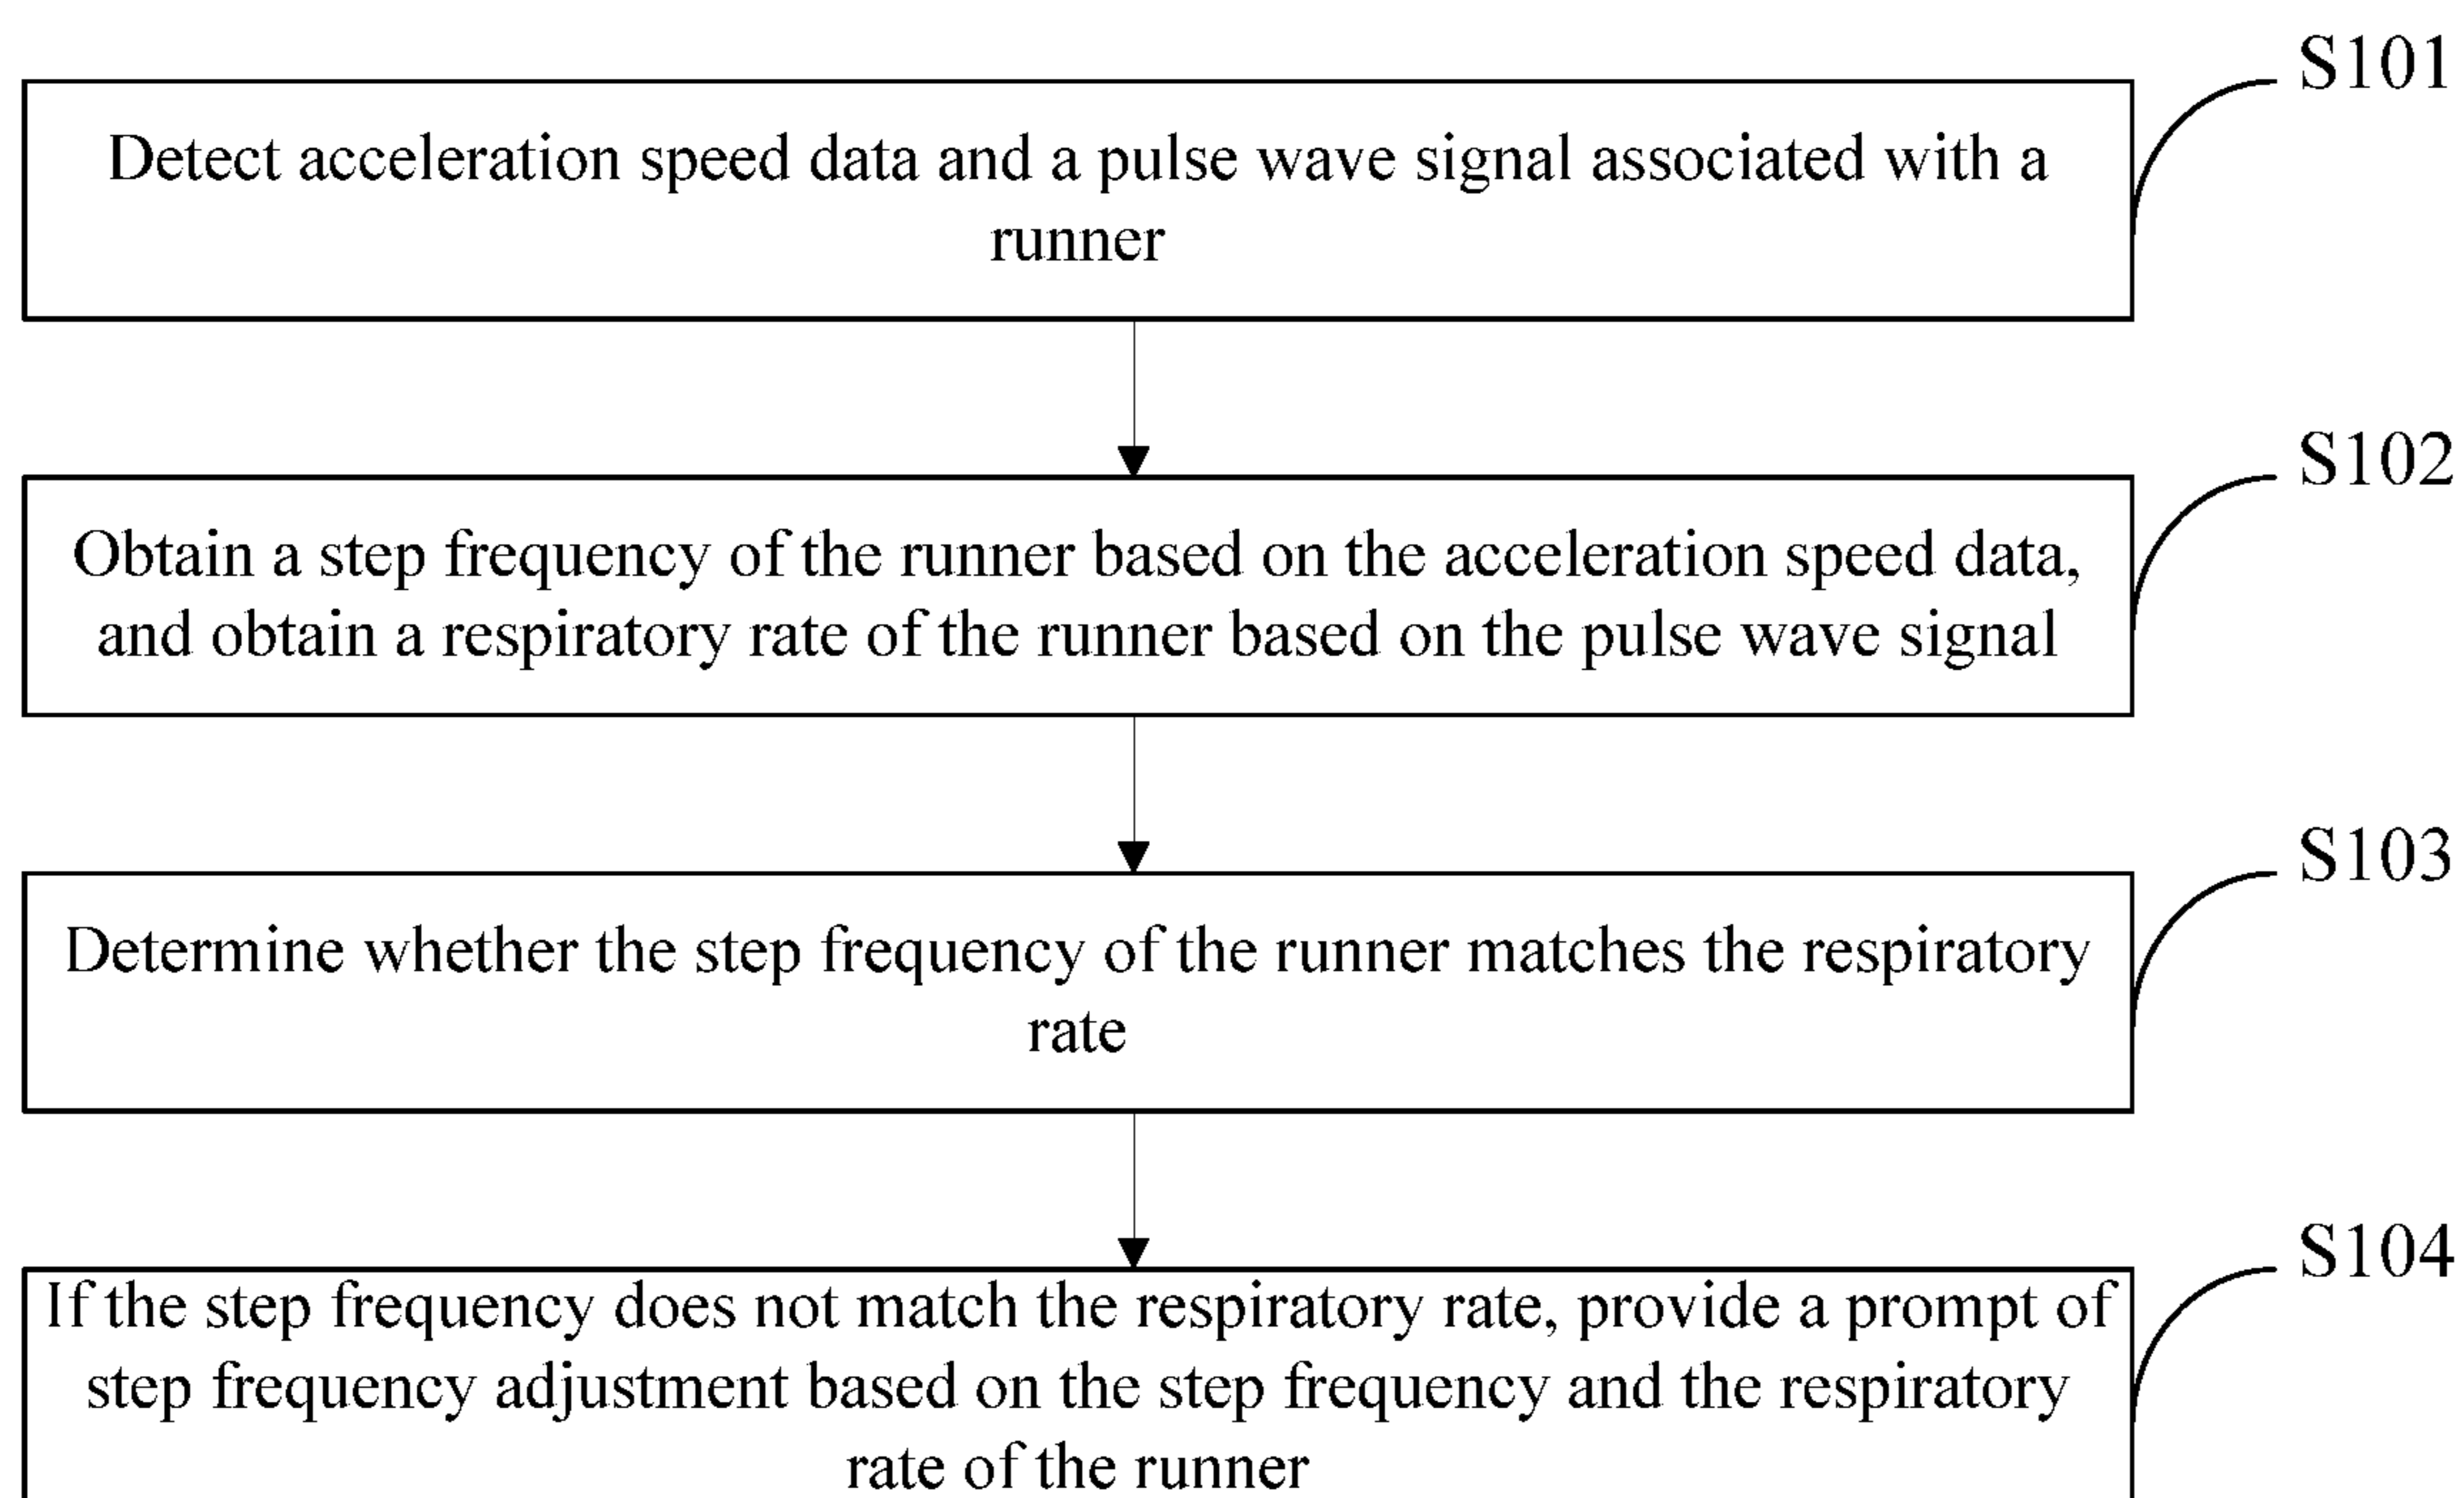 S101
Detect acceleration speed data and a pulse wave signal associated with a
runner
S102
Obtain a step frequency of the runner based on the acceleration speed data,
and obtain a respiratory rate of the runner based on the pulse wave signal
S103
Determine whether the step frequency of the runner matches the respiratory
rate
S104
If the step frequency does not match the respiratory rate, provide a prompt of
step frequency adjustment based on the step frequency and the respiratory
rate of the runner